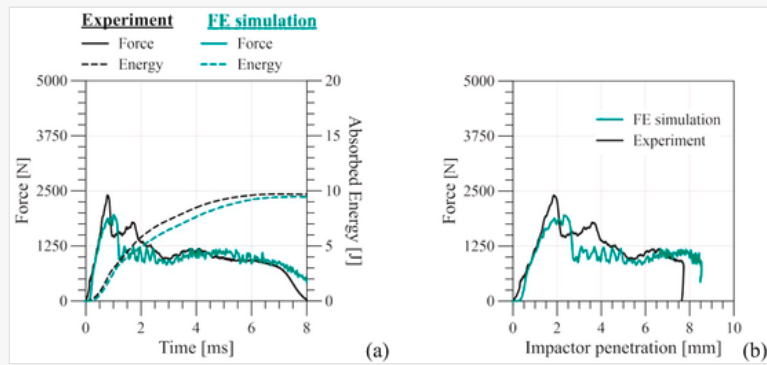 Experiment FE simulation
Force Force
Energy Energy
5000 20
3750 15
2500 10
1250 5
0 0
0 2 4 6 8
Force [N]
Absorbed Energy [J]
Time [ms] (a)
5000
3750
2500
1250
0
0 2 4 6 8 10
Force [N]
FE simulation
Experiment
Impactor penetration [mm] (b)